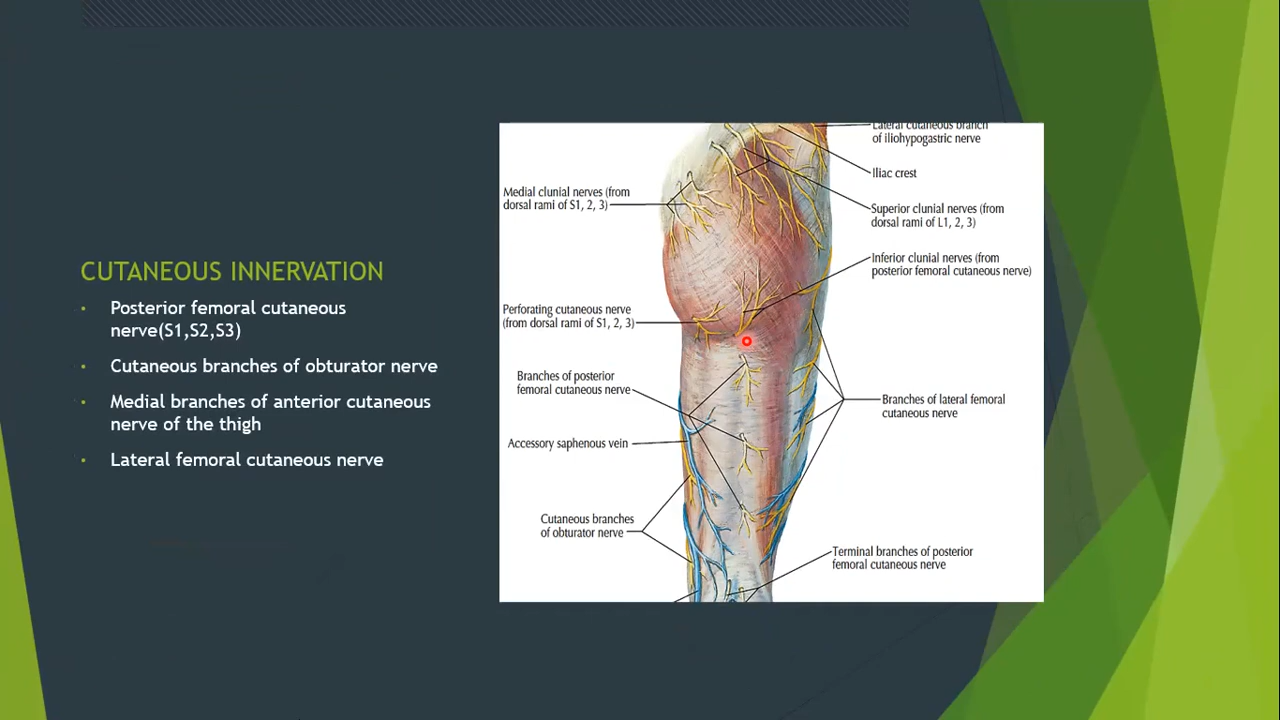 CUTANEOUS INNERVATION
• Posterior femoral cutaneous
nerve(S1,S2,S3)
• Cutaneous branches of obturator nerve
• Medial branches of anterior cutaneous
nerve of the thigh
• Lateral femoral cutaneous nerve
Lateral cutaneous branch
of iliohypogastric nerve
Iliac crest
Medial clunial nerves (from
dorsal rami of S1, 2, 3)
Superior clunial nerves (from
dorsal rami of L1, 2, 3)
Inferior clunial nerves (from
posterior femoral cutaneous nerve)
Perforating cutaneous nerve
(from dorsal rami of S1, 2, 3)
Branches of posterior
femoral cutaneous nerve
Branches of lateral femoral
cutaneous nerve
Accessory saphenous vein
Cutaneous branches
of obturator nerve
Terminal branches of posterior
femoral cutaneous nerve